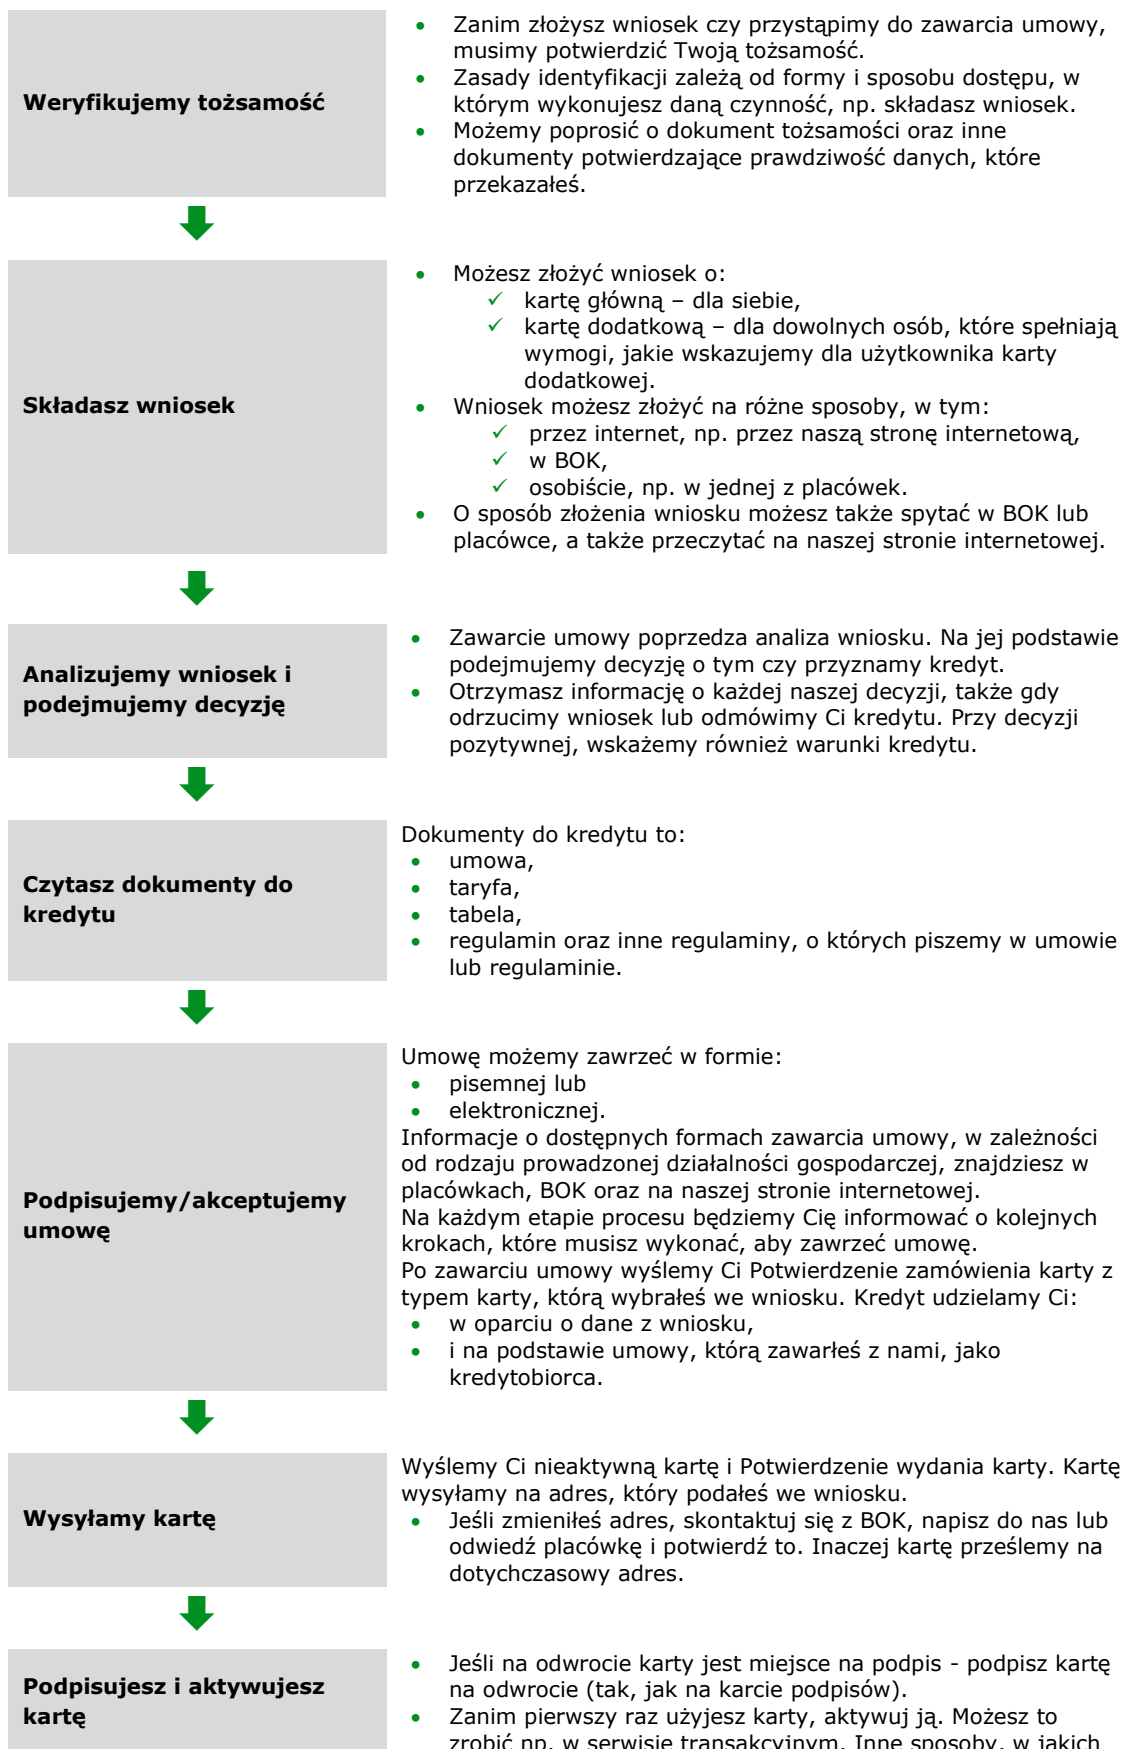 Weryfikujemy tożsamość
• Zanim złożysz wniosek czy przystąpimy do zawarcia umowy,
musimy potwierdzić Twoją tożsamość.
• Zasady identyfikacji zależą od formy i sposobu dostępu, w
którym wykonujesz daną czynność, np. składasz wniosek.
• Możemy poprosić o dokument tożsamości oraz inne
dokumenty potwierdzające prawdziwość danych, które
przekazałeś.
Składasz wniosek
• Możesz złożyć wniosek o:
✓ kartę główną – dla siebie,
✓ kartę dodatkową – dla dowolnych osób, które spełniają
wymogi, jakie wskazujemy dla użytkownika karty
dodatkowej.
• Wniosek możesz złożyć na różne sposoby, w tym:
✓ przez internet, np. przez naszą stronę internetową,
✓ w BOK,
✓ osobiście, np. w jednej z placówek.
• O sposób złożenia wniosku możesz także spytać w BOK lub
placówce, a także przeczytać na naszej stronie internetowej.
Analizujemy wniosek i
podejmujemy decyzję
• Zawarcie umowy poprzedza analiza wniosku. Na jej podstawie
podejmujemy decyzję o tym czy przyznamy kredyt.
• Otrzymasz informację o każdej naszej decyzji, także gdy
odrzucimy wniosek lub odmówimy Ci kredytu. Przy decyzji
pozytywnej, wskażemy również warunki kredytu.
Czytasz dokumenty do
kredytu
Dokumenty do kredytu to:
• umowa,
• taryfa,
• tabela,
• regulamin oraz inne regulaminy, o których piszemy w umowie
lub regulaminie.
Podpisujemy/akceptujemy
umowę
Umowę możemy zawrzeć w formie:
• pisemnej lub
• elektronicznej.
Informacje o dostępnych formach zawarcia umowy, w zależności
od rodzaju prowadzonej działalności gospodarczej, znajdziesz w
placówkach, BOK oraz na naszej stronie internetowej.
Na każdym etapie procesu będziemy Cię informować o kolejnych
krokach, które musisz wykonać, aby zawrzeć umowę.
Po zawarciu umowy wyślemy Ci Potwierdzenie zamówienia karty z
typem karty, którą wybrałeś we wniosku. Kredyt udzielamy Ci:
• w oparciu o dane z wniosku,
• i na podstawie umowy, którą zawarłeś z nami, jako
kredytobiorca.
Wysyłamy kartę
Wyślemy Ci nieaktywną kartę i Potwierdzenie wydania karty. Kartę
wysyłamy na adres, który podałeś we wniosku.
• Jeśli zmieniłeś adres, skontaktuj się z BOK, napisz do nas lub
odwiedź placówkę i potwierdź to. Inaczej kartę prześlemy na
dotychczasowy adres.
Podpisujesz i aktywujesz
kartę
• Jeśli na odwrocie karty jest miejsce na podpis - podpisz kartę
na odwrocie (tak, jak na karcie podpisów).
• Zanim pierwszy raz użyjesz karty, aktywuj ją. Możesz to
zrobić np. w serwisie transakcyjnym. Inne sposoby, w jakich